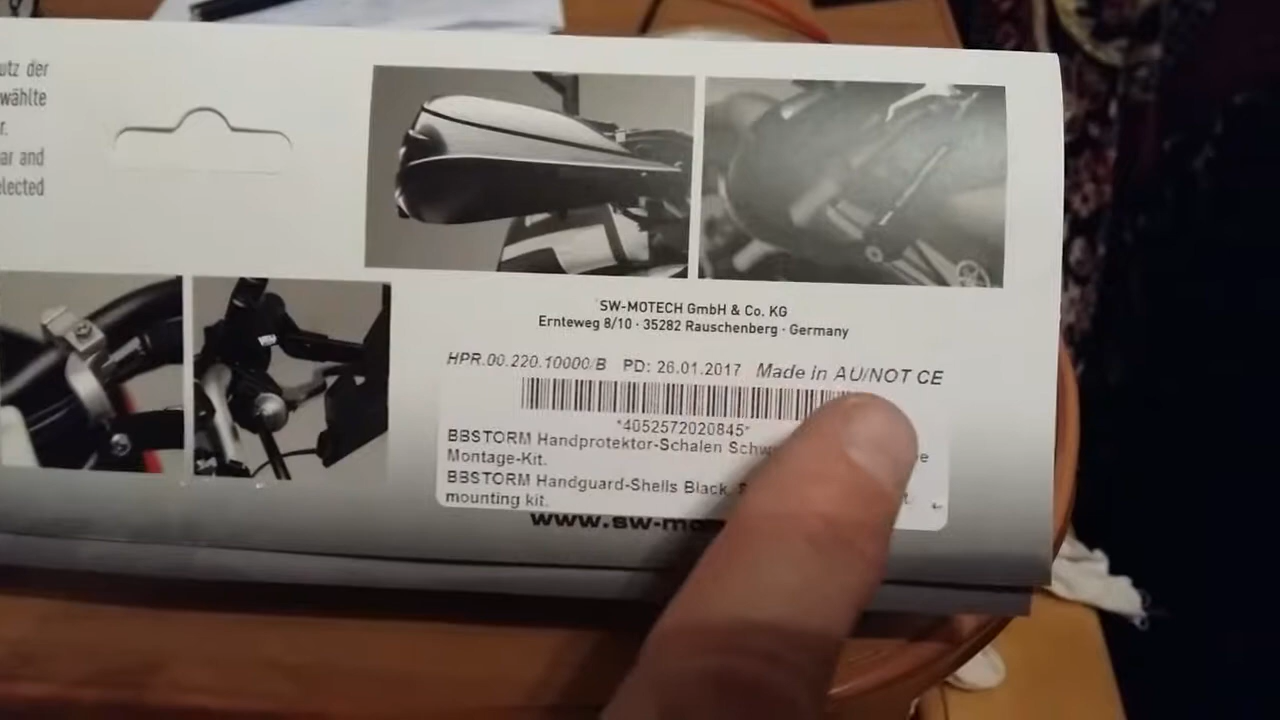 utz der
wählte
r.
ar and
elected
SW-MOTECH GmbH & Co. KG
Ernteweg 8/10 · 35282 Rauschenberg · Germany
HPR.00.220.10000/B PD: 26.01.2017 Made in AU/NOT CE
*4052572020845*
BBSTORM Handprotektor-Schalen
Montage-Kit.
BBSTORM Handguard-Shells Black,
mounting kit.
www.sw-mo